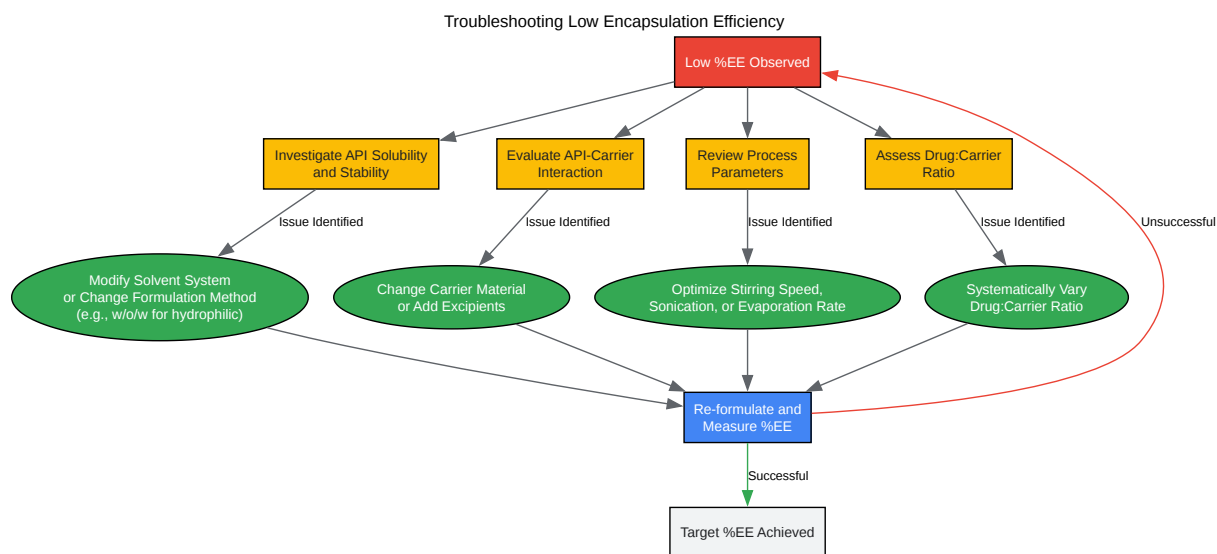 Troubleshooting Low Encapsulation Efficiency
Low %EE Observed
Investigate API Solubility
and Stability
Evaluate API-Carrier
Interaction
Review Process
Parameters
Assess Drug:Carrier
Ratio
Issue Identified
Issue Identified
Issue Identified
Issue Identified
Unsuccessful
Modify Solvent System
or Change Formulation Method
(e.g., w/o/w for hydrophilic)
Change Carrier Material
or Add Excipients
Optimize Stirring Speed,
Sonication, or Evaporation Rate
Systematically Vary
Drug:Carrier Ratio
Re-formulate and
Measure %EE
Successful
Target %EE Achieved